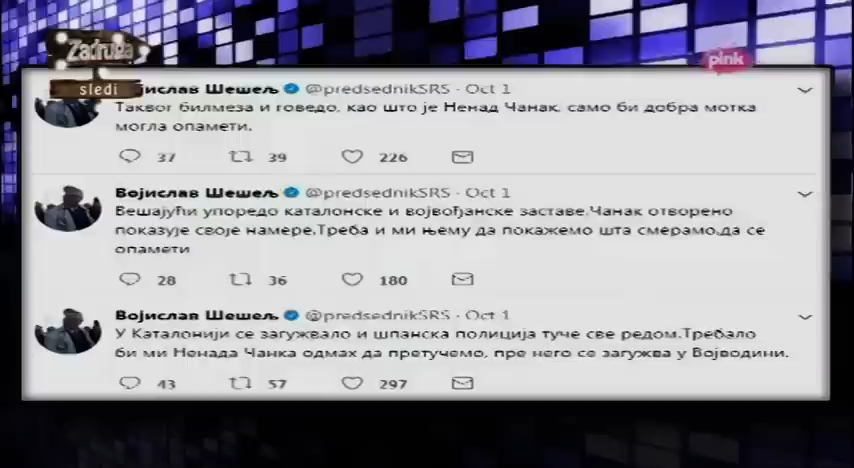 Zadruga
sledi
pink
Војислав Шешељ @predsednikSRS · Oct 1
Таквог билмеза и говедо, као што је Ненад Чанак, само би добра мотка
могла опамети.
37 39 226
Војислав Шешељ @predsednikSRS · Oct 1
Вешајући упоредо каталонске и војвођанске заставе,Чанак отворено
показује своје намере.Треба и ми њему да покажемо шта смерамо,да се
опамети
28 36 180
Војислав Шешељ @predsednikSRS · Oct 1
У Каталонији се загужвало и шпанска полиција туче све редом.Требало
би ми Ненада Чанка одмах да претучемо, пре него се загужва у Војводини.
43 57 297